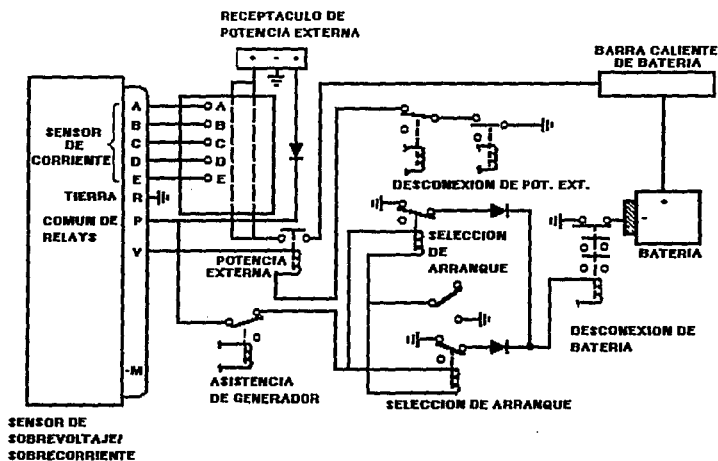 RECEPTACULO DE
POTENCIA EXTERNA
- + +
BARRA CALIENTE
DE BATERIA
A
B
C
D
E
R
P
V
-M
SENSOR
DE
CORRIENTE
TIERRA
COMUN DE
RELAYS
A
B
C
D
E
POTENCIA
EXTERNA
DESCONEXION DE POT. EXT.
SELECCION
DE
ARRANQUE
-
+
BATERIA
DESCONEXION DE
BATERIA
ASISTENCIA
DE GENERADOR
SELECCION DE ARRANQUE
SENSOR DE
SOBREVOLTAJE/
SOBRECORRIENTE